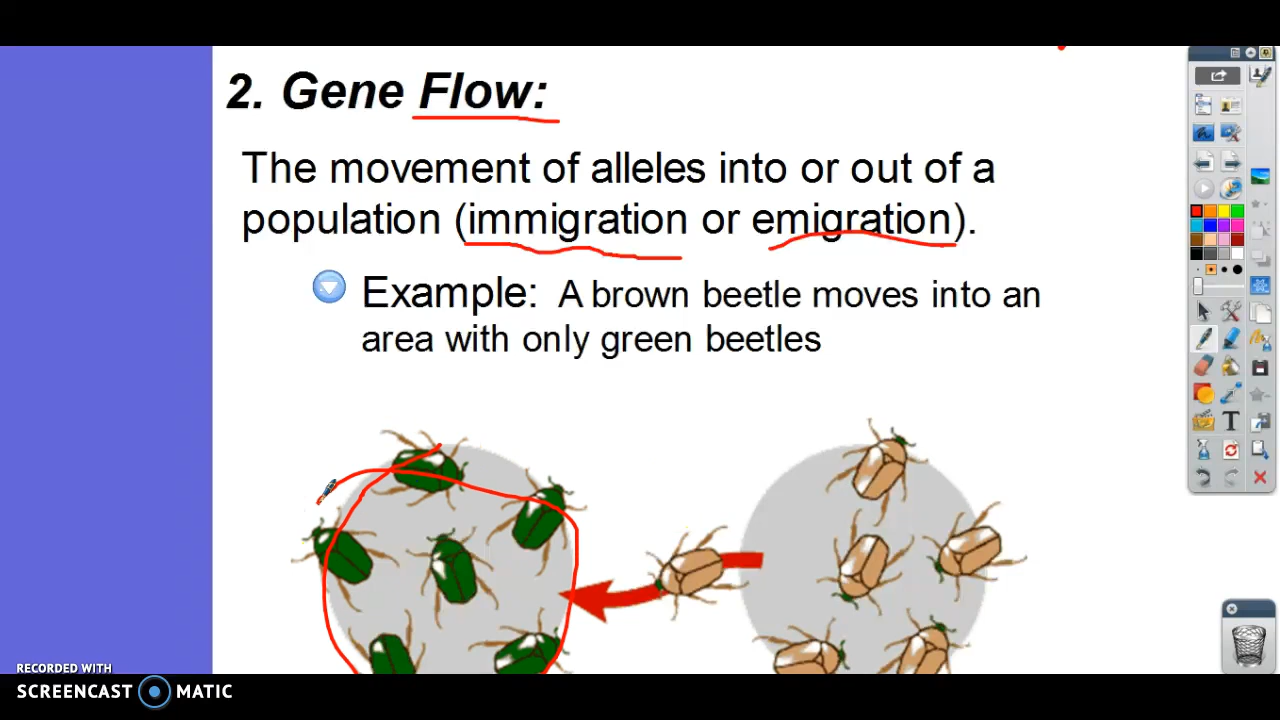 2. Gene Flow:
The movement of alleles into or out of a
population (immigration or emigration).
Example: A brown beetle moves into an
area with only green beetles
T
RECORDED WITH
SCREENCAST MATIC